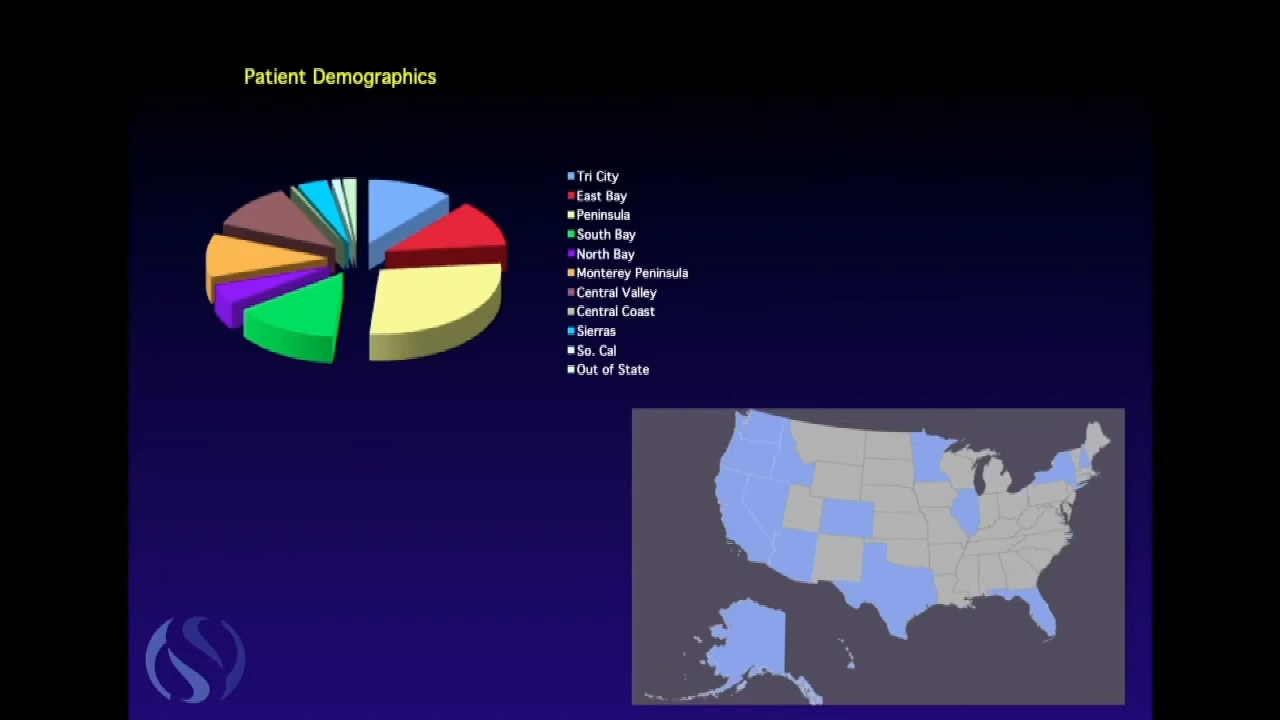 Patient Demographics
Tri City
East Bay
Peninsula
South Bay
North Bay
Monterey Peninsula
Central Valley
Central Coast
Sierras
So. Cal
Out of State